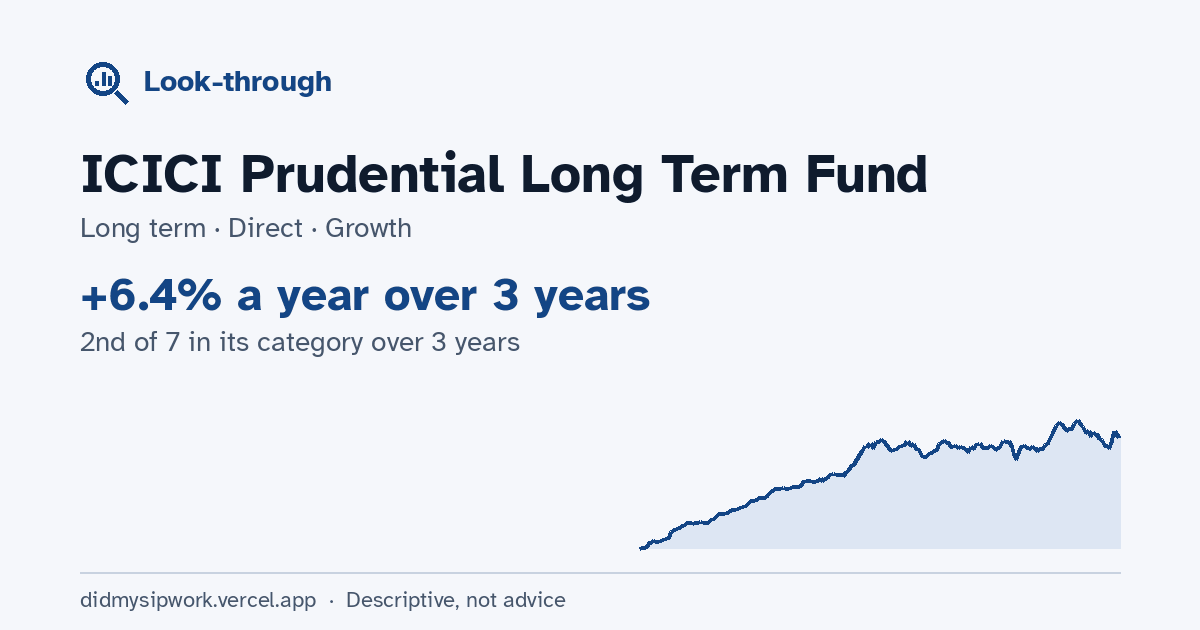 Look-through
ICICI Prudential Long Term Fund
Long term · Direct · Growth
+6.4% a year over 3 years
2nd of 7 in its category over 3 years
didmysipwork.vercel.app · Descriptive, not advice